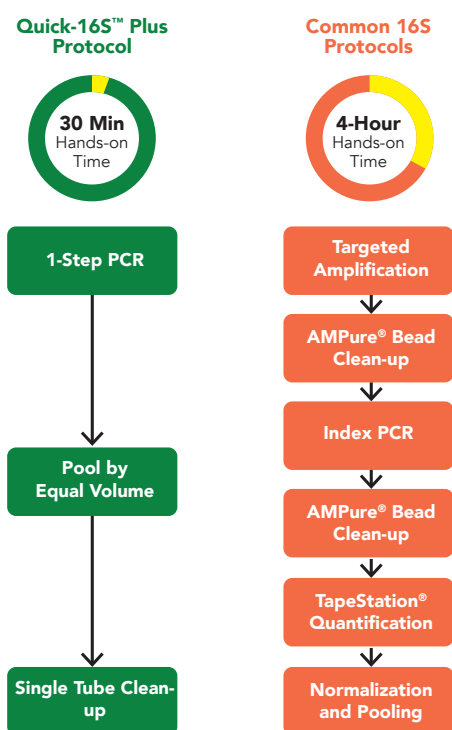 Quick-16S™ Plus
Protocol
30 Min
Hands-on
Time
1-Step PCR
Pool by
Equal Volume
Single Tube Clean-
up
Common 16S
Protocols
4-Hour
Hands-on
Time
Targeted
Amplification
AMPure® Bead
Clean-up
Index PCR
AMPure® Bead
Clean-up
TapeStation®
Quantification
Normalization
and Pooling